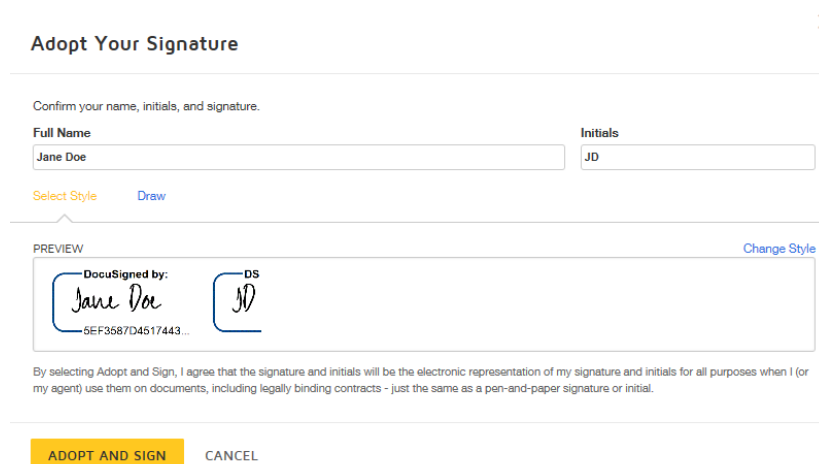 Adopt Your Signature
Confirm your name, initials, and signature.
Full Name
Initials
Jane Doe
JD
Select Style
Draw
PREVIEW
Change Style
DocuSigned by:
DS
Jane Doe
JD
5EF3587D4517443...
By selecting Adopt and Sign, I agree that the signature and initials will be the electronic representation of my signature and initials for all purposes when I (or
my agent) use them on documents, including legally binding contracts - just the same as a pen-and-paper signature or initial.
ADOPT AND SIGN
CANCEL